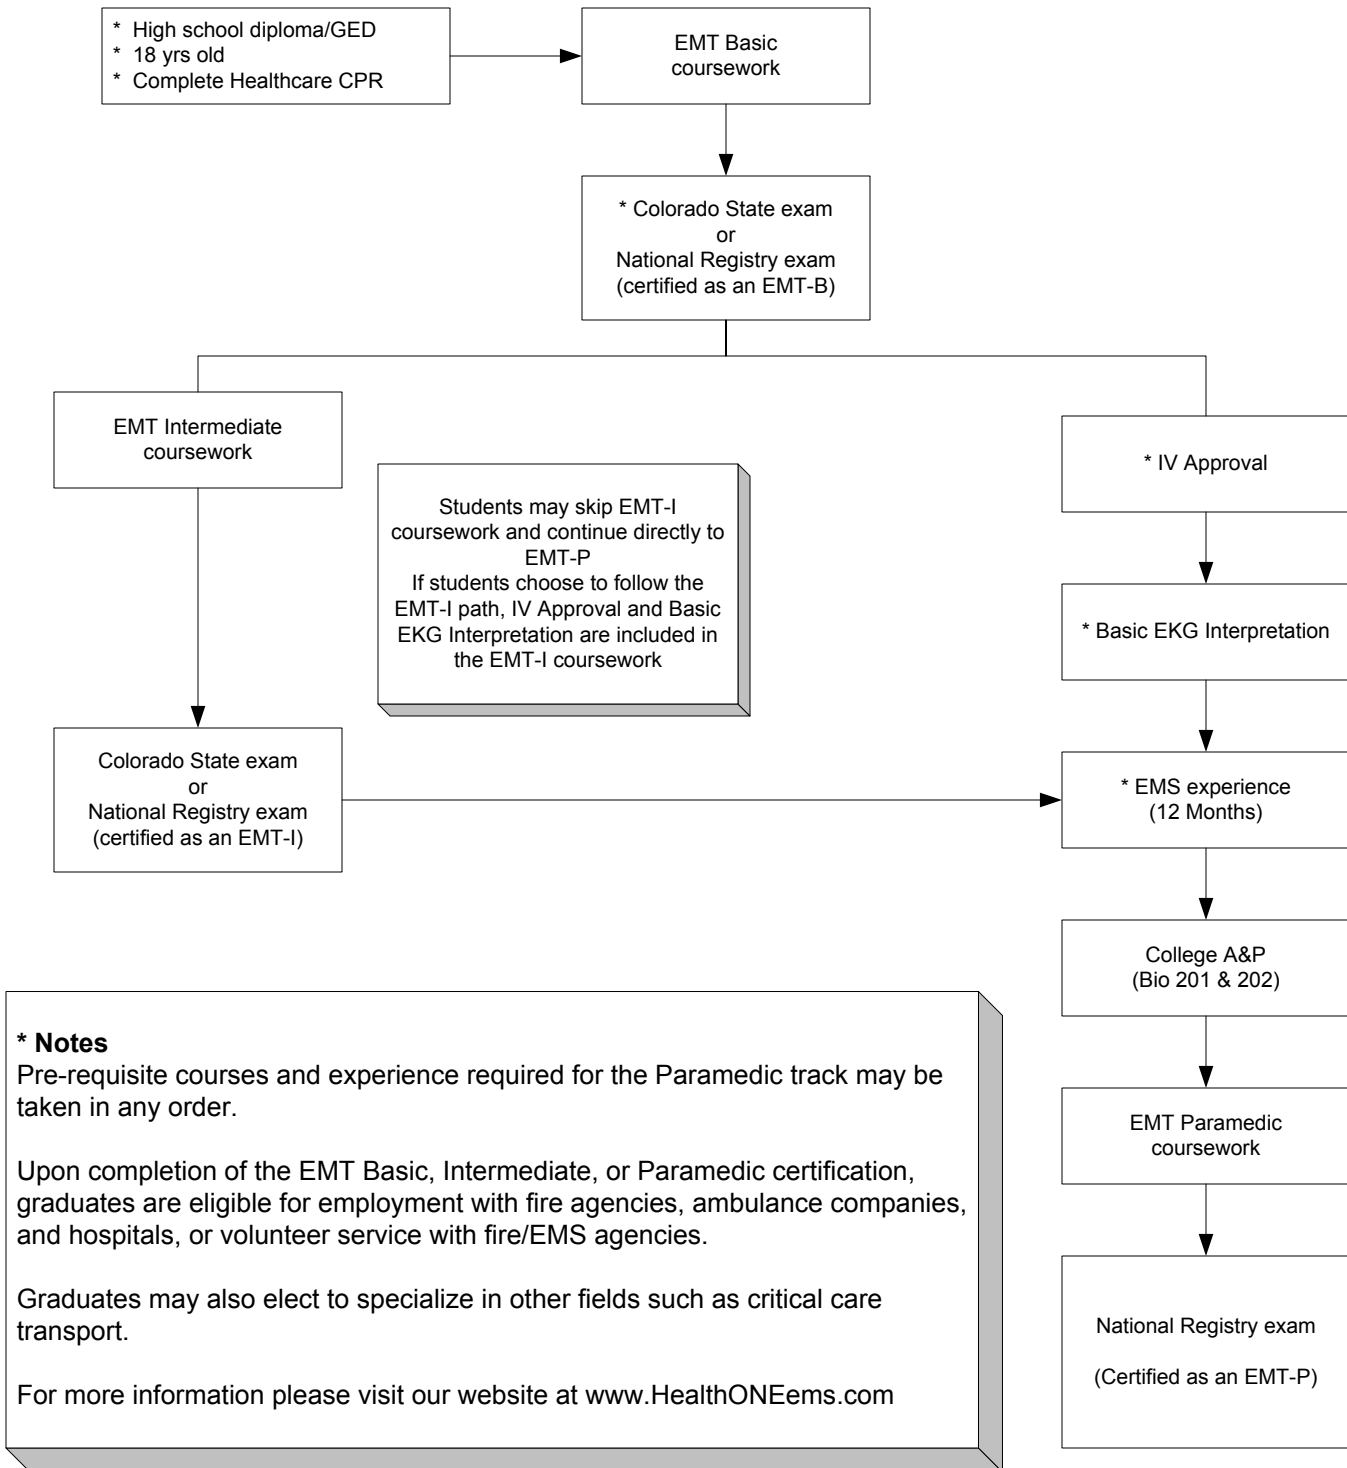 * High school diploma/GED
* 18 yrs old
* Complete Healthcare CPR
EMT Basic
coursework
* Colorado State exam
or
National Registry exam
(certified as an EMT-B)
EMT Intermediate
coursework
Students may skip EMT-I
coursework and continue directly to
EMT-P
If students choose to follow the
EMT-I path, IV Approval and Basic
EKG Interpretation are included in
the EMT-I coursework
* IV Approval
* Basic EKG Interpretation
Colorado State exam
or
National Registry exam
(certified as an EMT-I)
* EMS experience
(12 Months)
College A&P
(Bio 201 & 202)
EMT Paramedic
coursework
National Registry exam
(Certified as an EMT-P)
* Notes
Pre-requisite courses and experience required for the Paramedic track may be
taken in any order.
Upon completion of the EMT Basic, Intermediate, or Paramedic certification,
graduates are eligible for employment with fire agencies, ambulance companies,
and hospitals, or volunteer service with fire/EMS agencies.
Graduates may also elect to specialize in other fields such as critical care
transport.
For more information please visit our website at www.HealthONEems.com